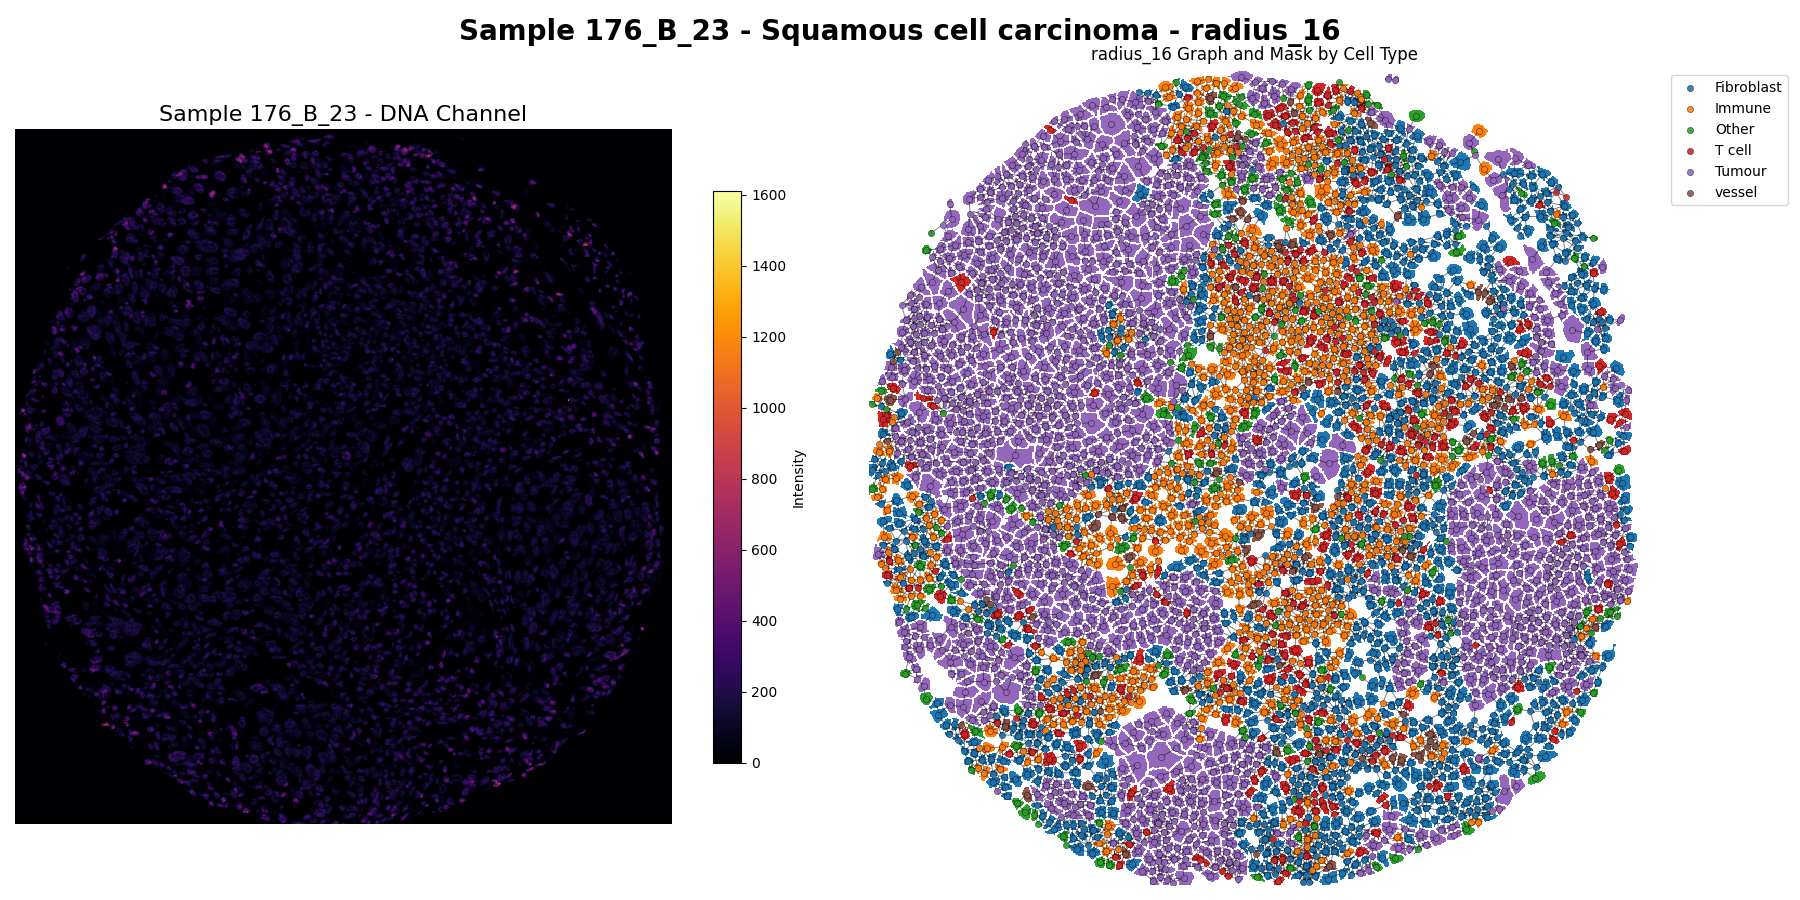 Sample 176_B_23 - Squamous cell carcinoma - radius_16
radius_16 Graph and Mask by Cell Type
Sample 176_B_23 - DNA Channel
Fibroblast
Immune
Other
T cell
Tumour
vessel
1600
1400
1200
1000
800
600
400
200
0
Intensity